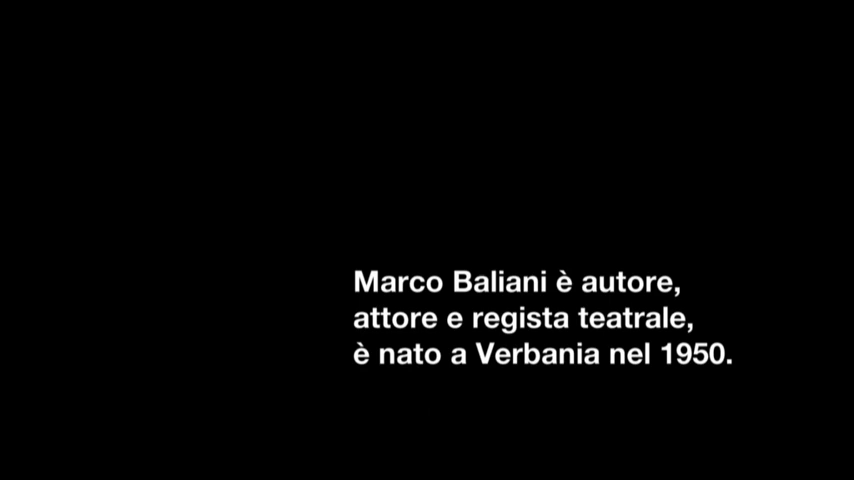 Marco Baliani è autore,
attore e regista teatrale,
è nato a Verbania nel 1950.